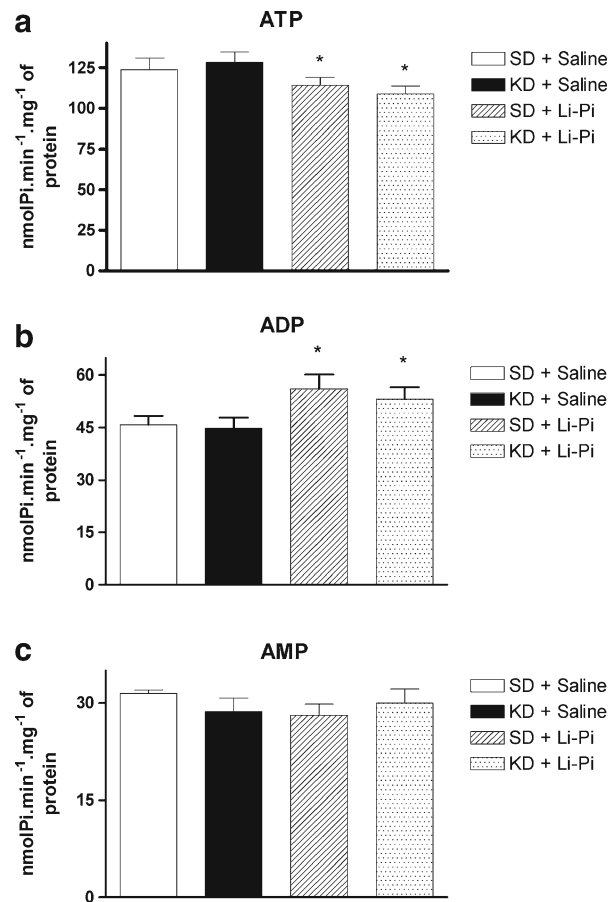 a
ATP
nmolPi.min⁻¹.mg⁻¹ of
protein
125
100
75
50
25
0
*
*
SD + Saline
KD + Saline
SD + Li-Pi
KD + Li-Pi
b
ADP
nmolPi.min⁻¹.mg⁻¹ of
protein
60
45
30
15
0
*
*
SD + Saline
KD + Saline
SD + Li-Pi
KD + Li-Pi
c
AMP
nmolPi.min⁻¹.mg⁻¹ of
protein
30
15
0
SD + Saline
KD + Saline
SD + Li-Pi
KD + Li-Pi